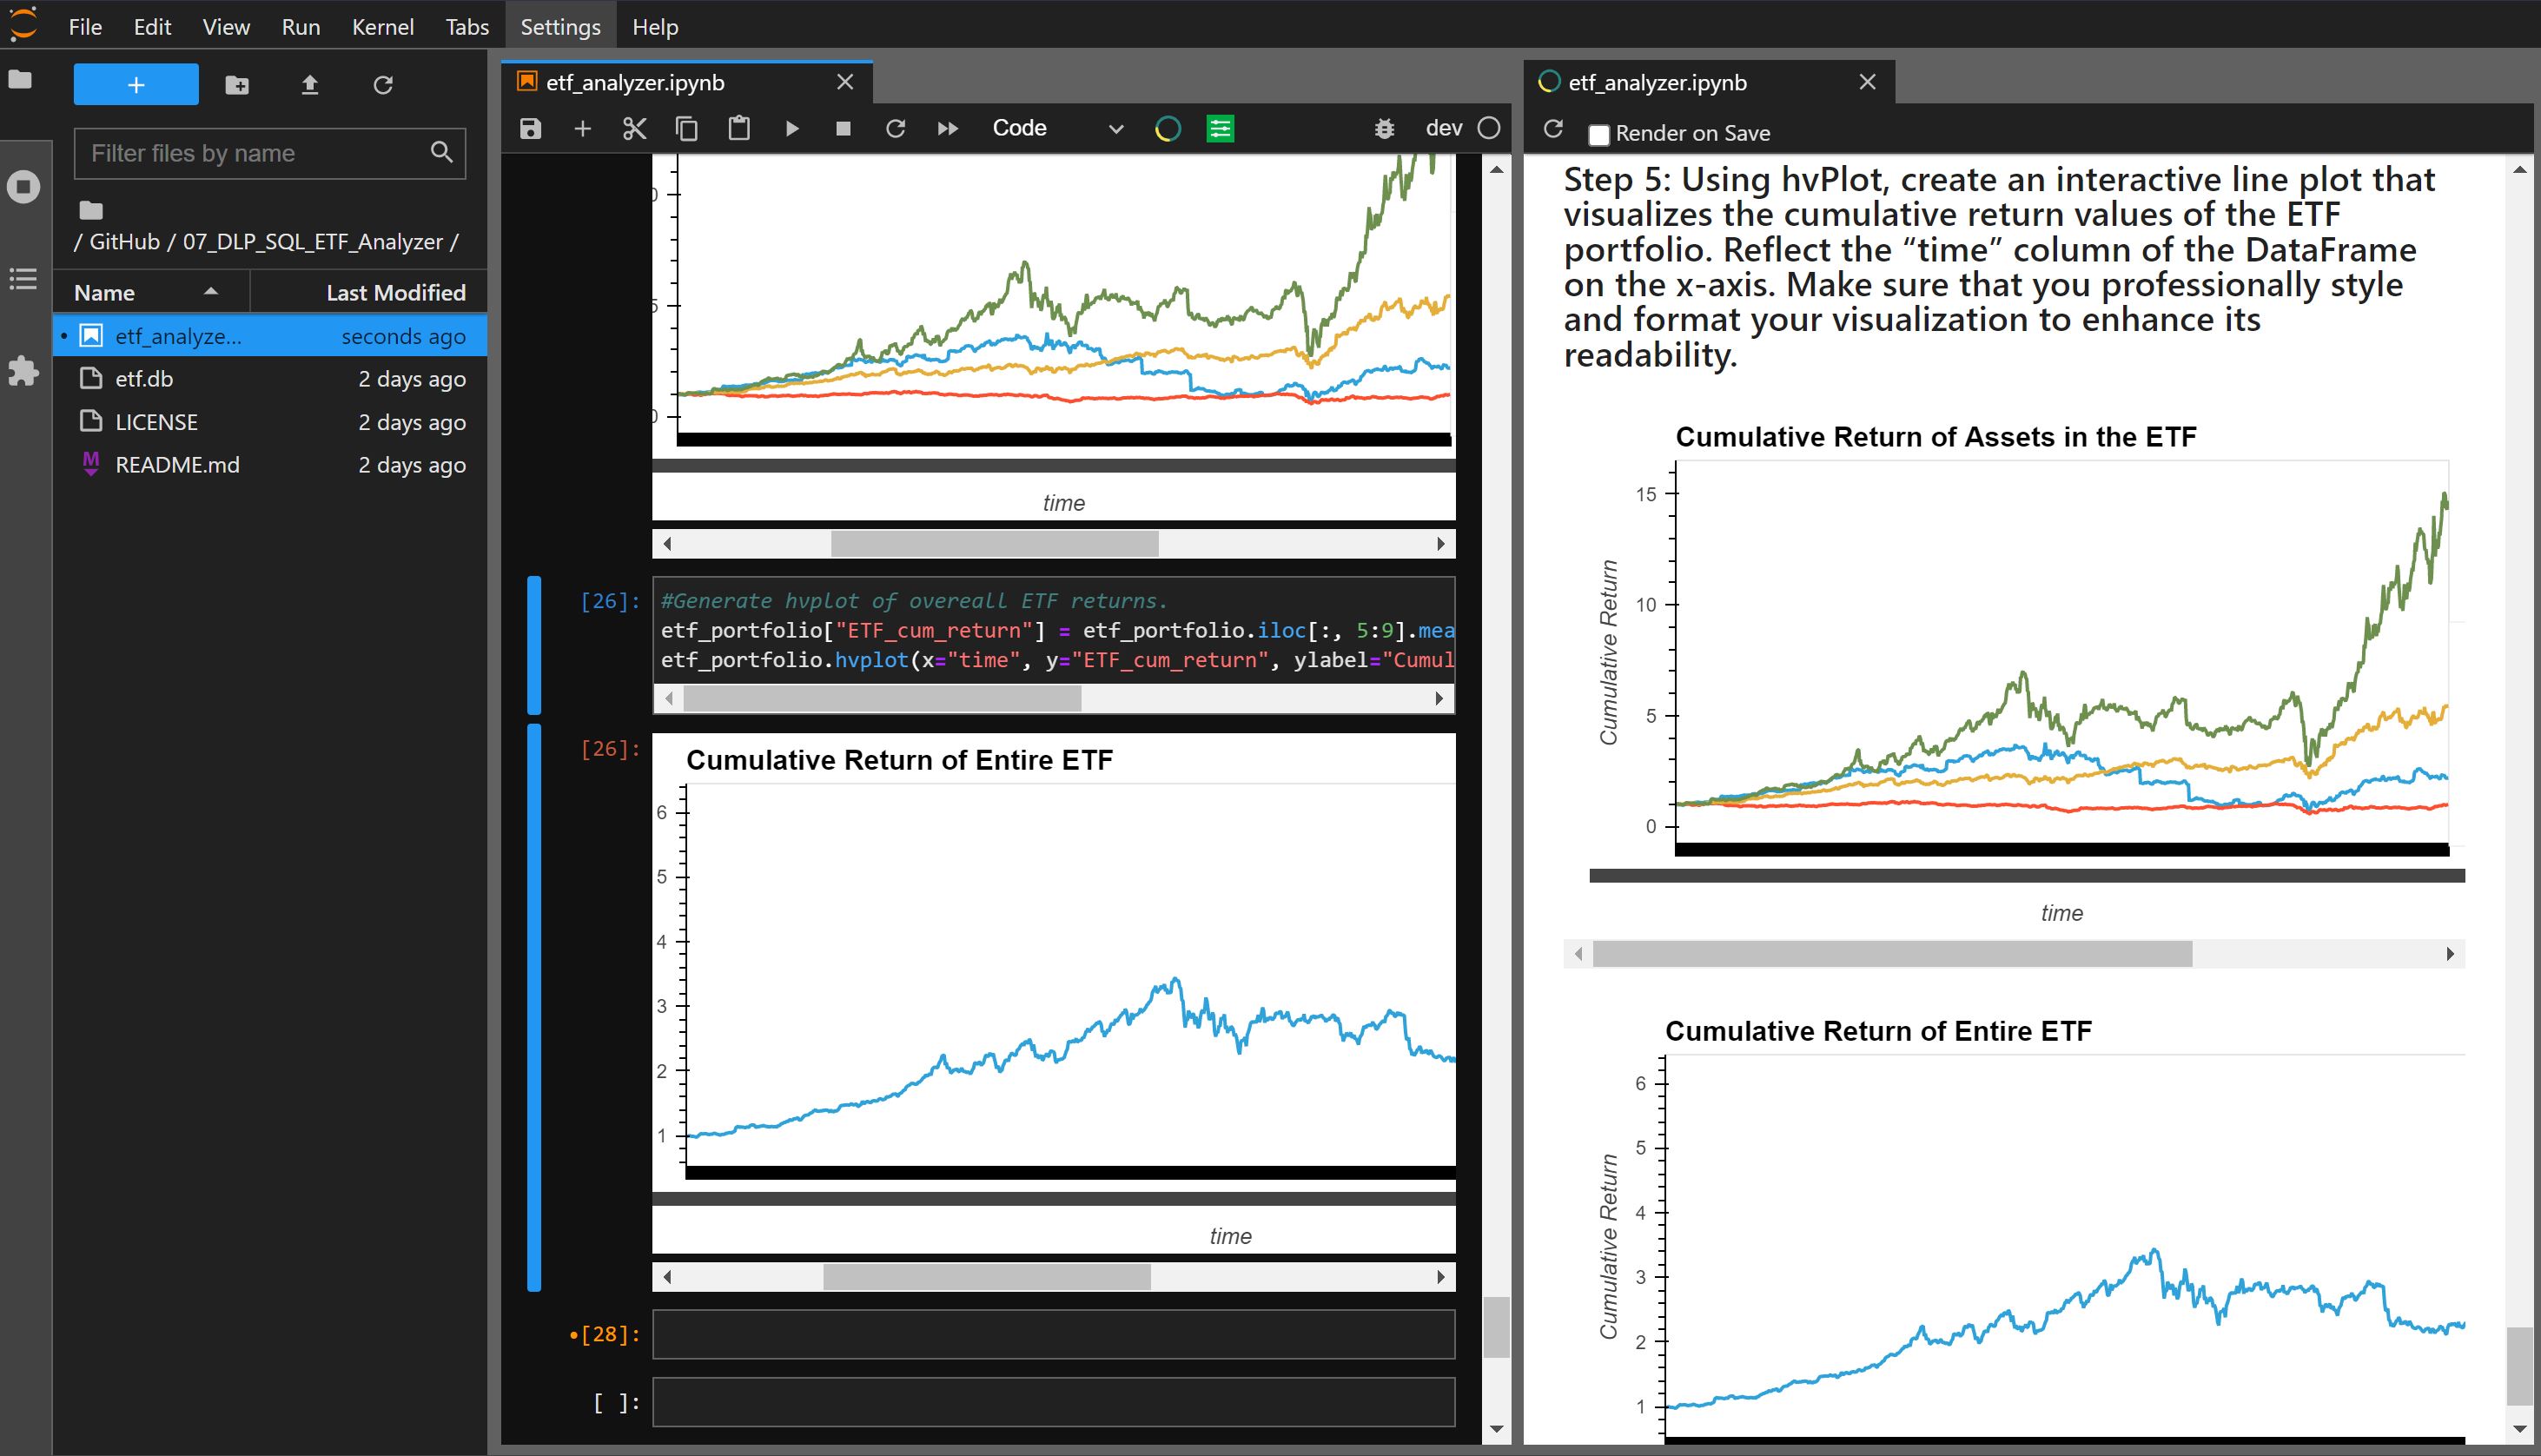 File Edit View Run Kernel Tabs Settings Help
+
Filter files by name
/ GitHub / 07_DLP_SQL_ETF_Analyzer /
Name Last Modified
etf_analyze... seconds ago
etf.db 2 days ago
LICENSE 2 days ago
README.md 2 days ago
etf_analyzer.ipynb
Code
dev
time
[26]:
#Generate hvplot of overeall ETF returns.
etf_portfolio["ETF_cum_return"] = etf_portfolio.iloc[:, 5:9].mea
etf_portfolio.hvplot(x="time", y="ETF_cum_return", ylabel="Cumul
[26]:
Cumulative Return of Entire ETF
6
5
4
3
2
1
time
•[28]:
[ ]:
etf_analyzer.ipynb
Render on Save
Step 5: Using hvPlot, create an interactive line plot that
visualizes the cumulative return values of the ETF
portfolio. Reflect the “time” column of the DataFrame
on the x-axis. Make sure that you professionally style
and format your visualization to enhance its
readability.
Cumulative Return of Assets in the ETF
Cumulative Return
15
10
5
0
time
Cumulative Return of Entire ETF
Cumulative Return
6
5
4
3
2
1